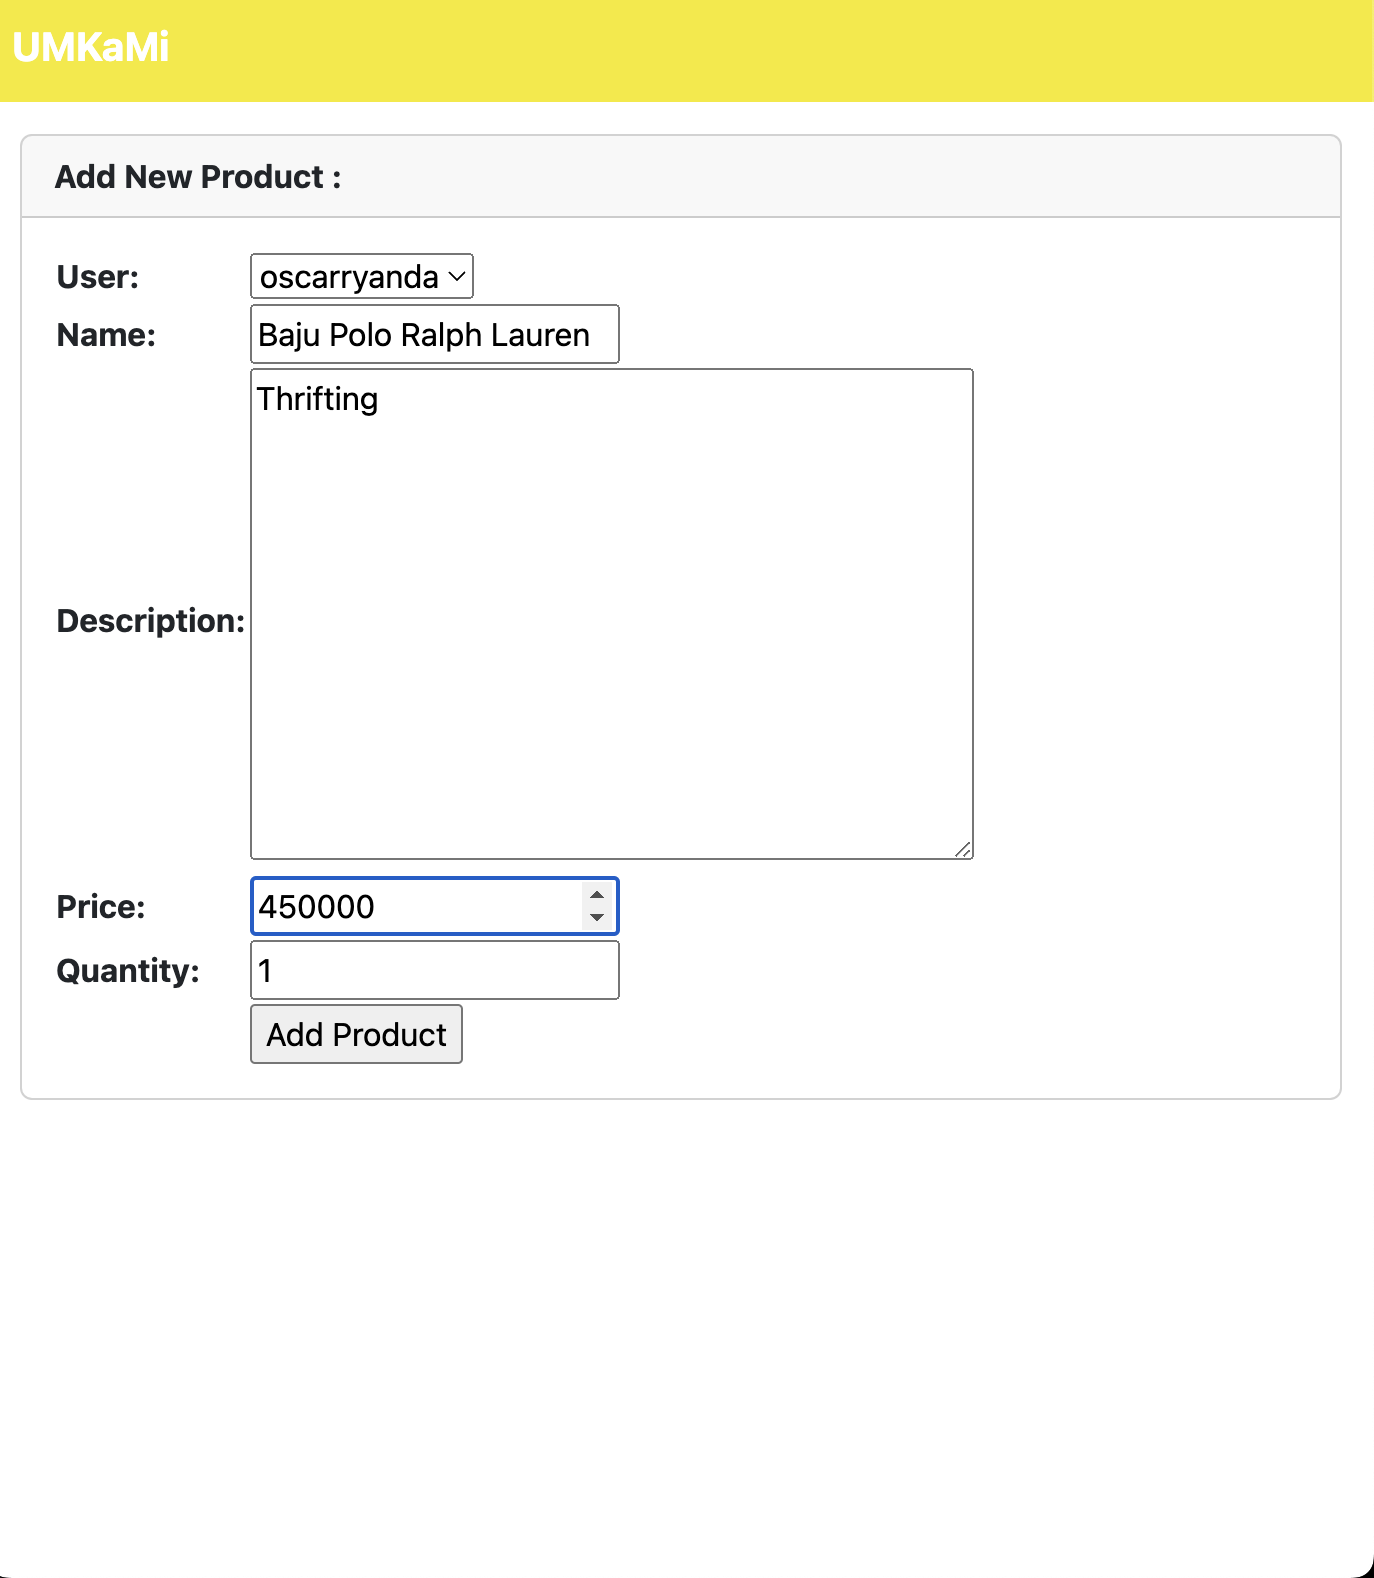 UMKaMi
Add New Product :
User: oscarryanda
Name: Baju Polo Ralph Lauren
Description: Thrifting
Price: 450000
Quantity: 1
Add Product